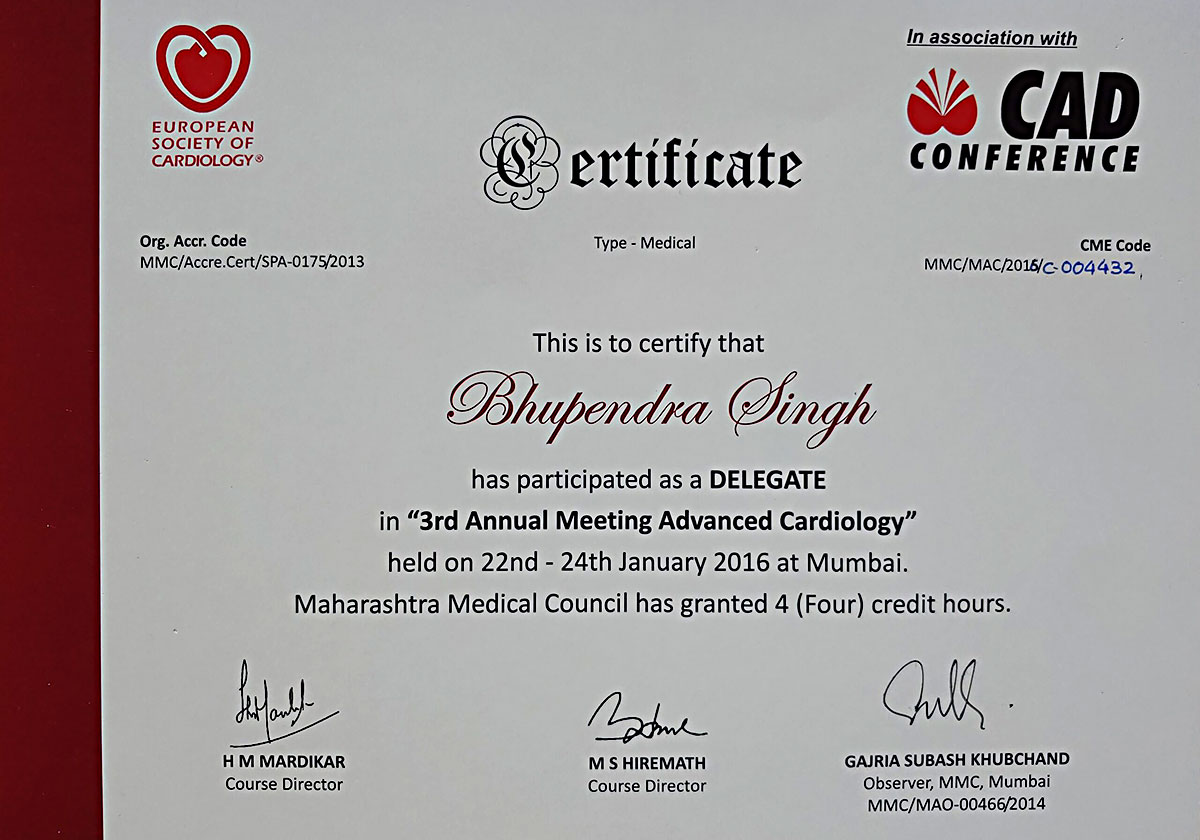 EUROPEAN
SOCIETY OF
CARDIOLOGY®
In association with
CAD
CONFERENCE
Certificate
Type - Medical
Org. Accr. Code
MMC/Accre.Cert/SPA-0175/2013
CME Code
MMC/MAC/2016/C-004432,
This is to certify that
Bhupendra Singh
has participated as a DELEGATE
in “3rd Annual Meeting Advanced Cardiology”
held on 22nd - 24th January 2016 at Mumbai.
Maharashtra Medical Council has granted 4 (Four) credit hours.
H M MARDIKAR
Course Director
M S HIREMATH
Course Director
GAJRIA SUBASH KHUBCHAND
Observer, MMC, Mumbai
MMC/MAO-00466/2014